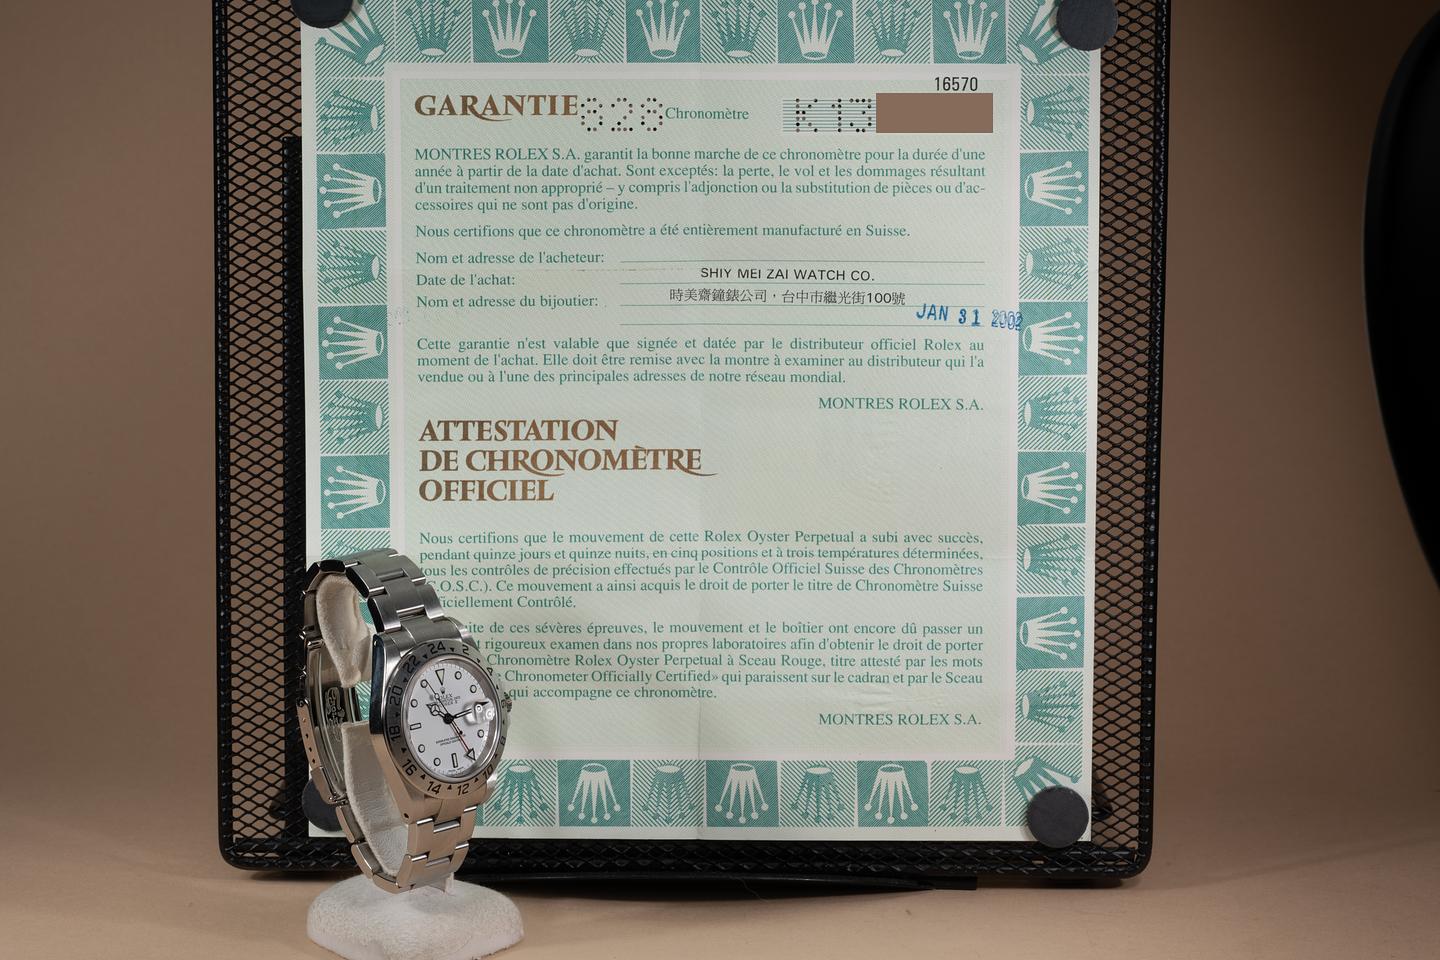 16570
GARANTIE 828 Chronomètre K13
MONTRES ROLEX S.A. garantit la bonne marche de ce chronomètre pour la durée d'une
année à partir de la date d'achat. Sont exceptés: la perte, le vol et les dommages résultant
d'un traitement non approprié – y compris l'adjonction ou la substitution de pièces ou d'ac-
cessoires qui ne sont pas d'origine.
Nous certifions que ce chronomètre a été entièrement manufacturé en Suisse.
Nom et adresse de l'acheteur:
Date de l'achat: SHIY MEI ZAI WATCH CO.
Nom et adresse du bijoutier: 時美齋鐘錶公司，台中市繼光街100號
JAN 31 2002
Cette garantie n'est valable que signée et datée par le distributeur officiel Rolex au
moment de l'achat. Elle doit être remise avec la montre à examiner au distributeur qui l'a
vendue ou à l'une des principales adresses de notre réseau mondial.
MONTRES ROLEX S.A.
ATTESTATION
DE CHRONOMÈTRE
OFFICIEL
Nous certifions que le mouvement de cette Rolex Oyster Perpetual a subi avec succès,
pendant quinze jours et quinze nuits, en cinq positions et à trois températures déterminées,
tous les contrôles de précision effectués par le Contrôle Officiel Suisse des Chronomètres
C.O.S.C.). Ce mouvement a ainsi acquis le droit de porter le titre de Chronomètre Suisse
ficiellement Contrôlé.
ite de ces sévères épreuves, le mouvement et le boîtier ont encore dû passer un
t rigoureux examen dans nos propres laboratoires afin d'obtenir le droit de porter
Chronomètre Rolex Oyster Perpetual à Sceau Rouge, titre attesté par les mots
Chronometer Officially Certified» qui paraissent sur le cadran et par le Sceau
qui accompagne ce chronomètre.
MONTRES ROLEX S.A.
24 2 10 12 14 16 18 20 22
ROLEX